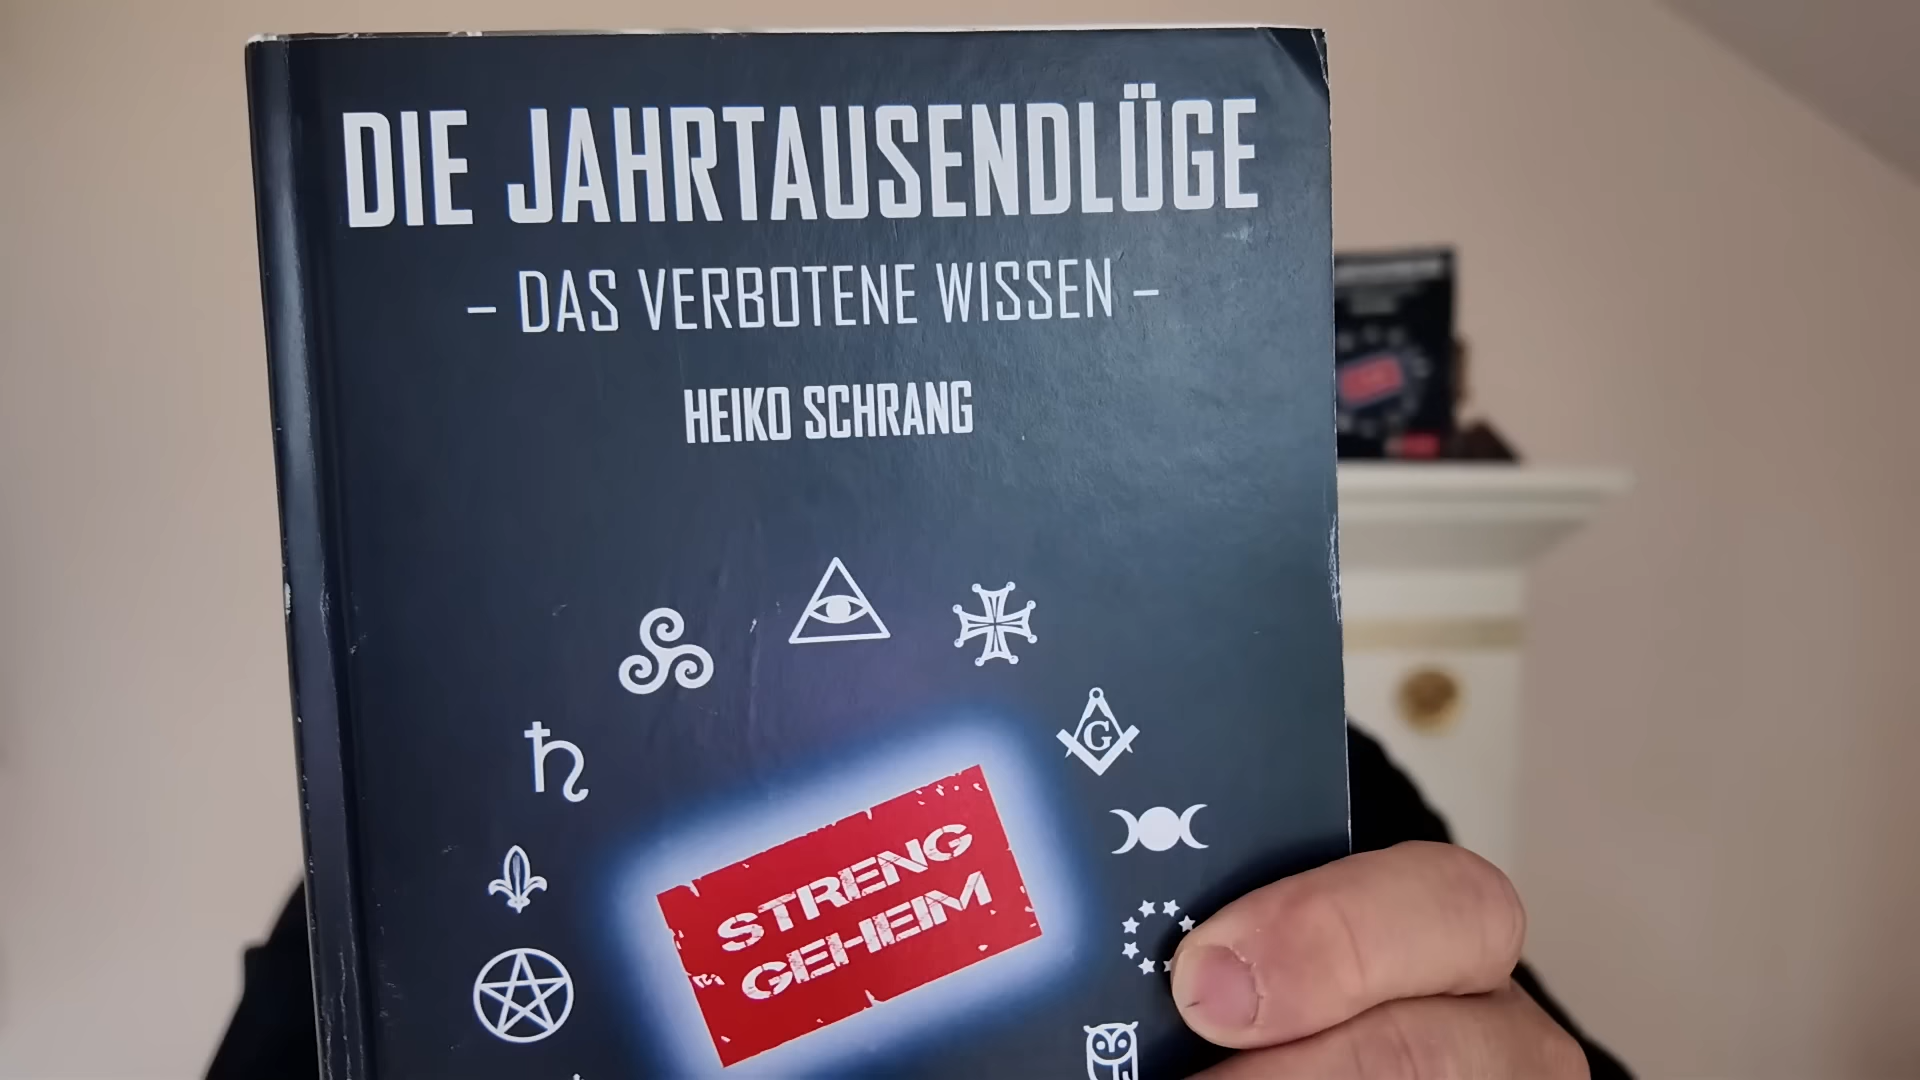 DIE JAHRTAUSENDLÜGE
– DAS VERBOTENE WISSEN –
HEIKO SCHRANG
G
STRENG
GEHEIM